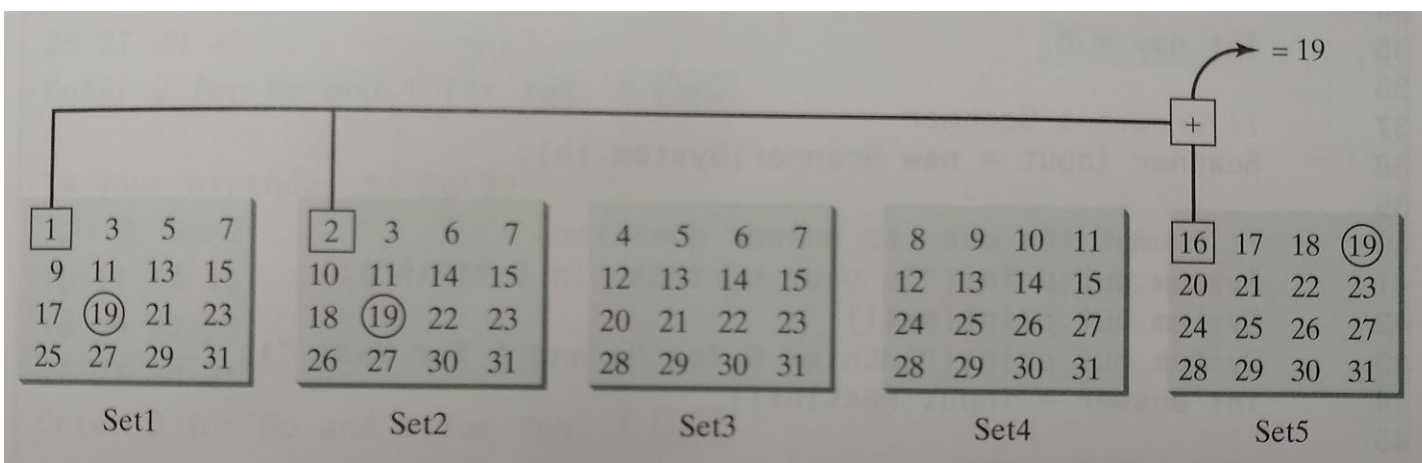 = 19
+
1 3 5 7
9 11 13 15
17 19 21 23
25 27 29 31
Set1
2 3 6 7
10 11 14 15
18 19 22 23
26 27 30 31
Set2
4 5 6 7
12 13 14 15
20 21 22 23
28 29 30 31
Set3
8 9 10 11
12 13 14 15
24 25 26 27
28 29 30 31
Set4
16 17 18 19
20 21 22 23
24 25 26 27
28 29 30 31
Set5